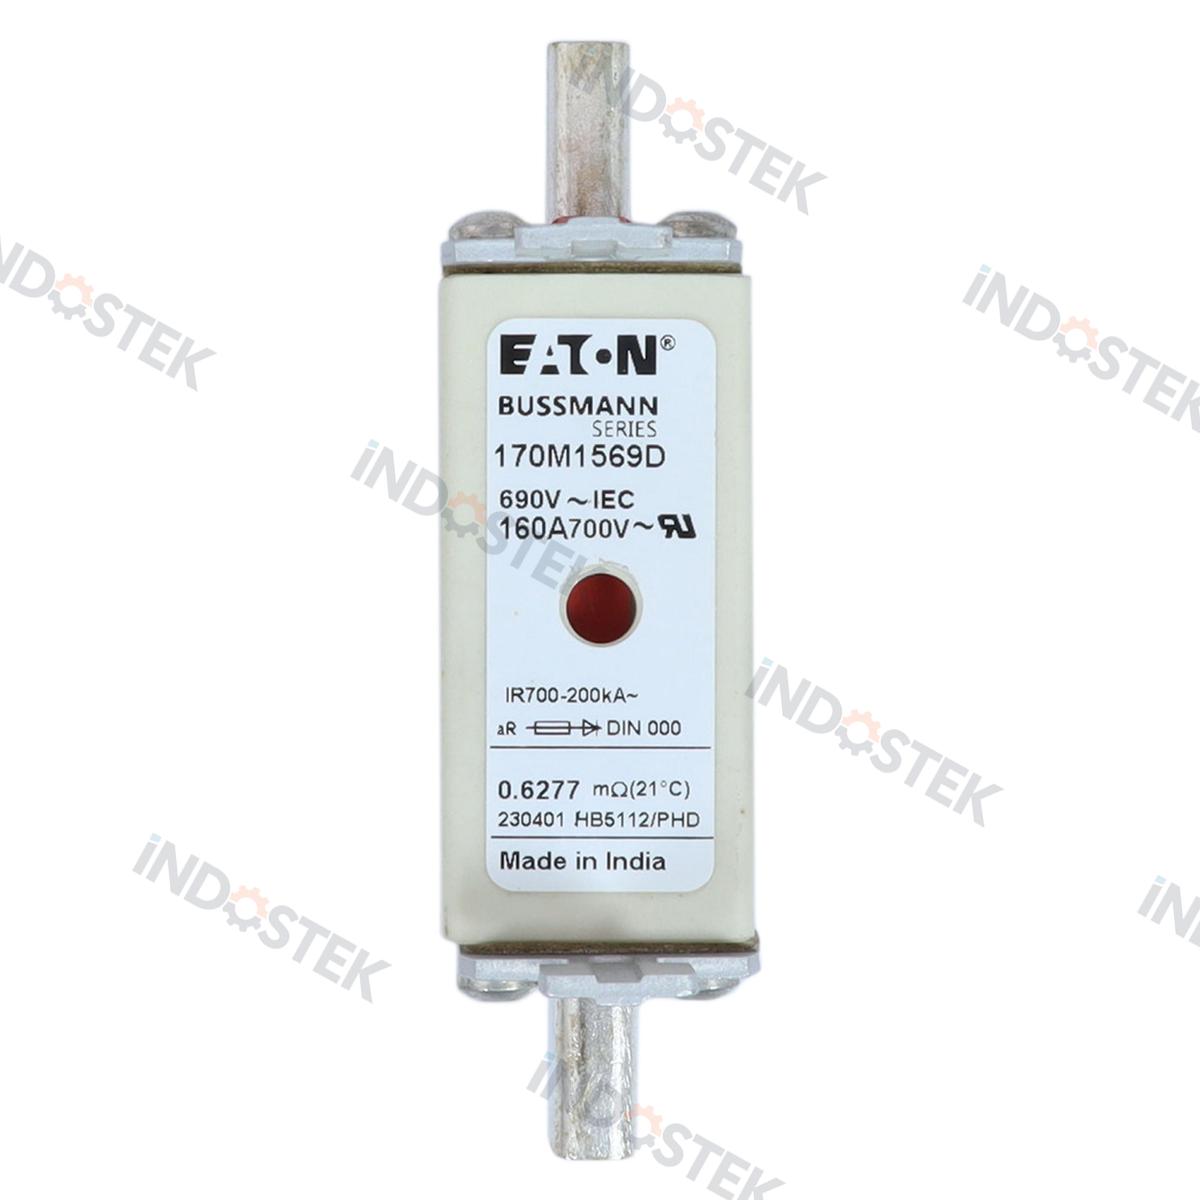 EATON®
BUSSMANN
SERIES
170M1569D
690V~IEC
160A700V~
IR700-200kA~
aR DIN 000
0.6277 mΩ(21°C)
230401 HB5112/PHD
Made in India
iNDOSTEK
iNDOSTEK
iNDOSTEK
iNDOSTEK
iNDOSTEK
iNDOSTEK
iNDOSTEK